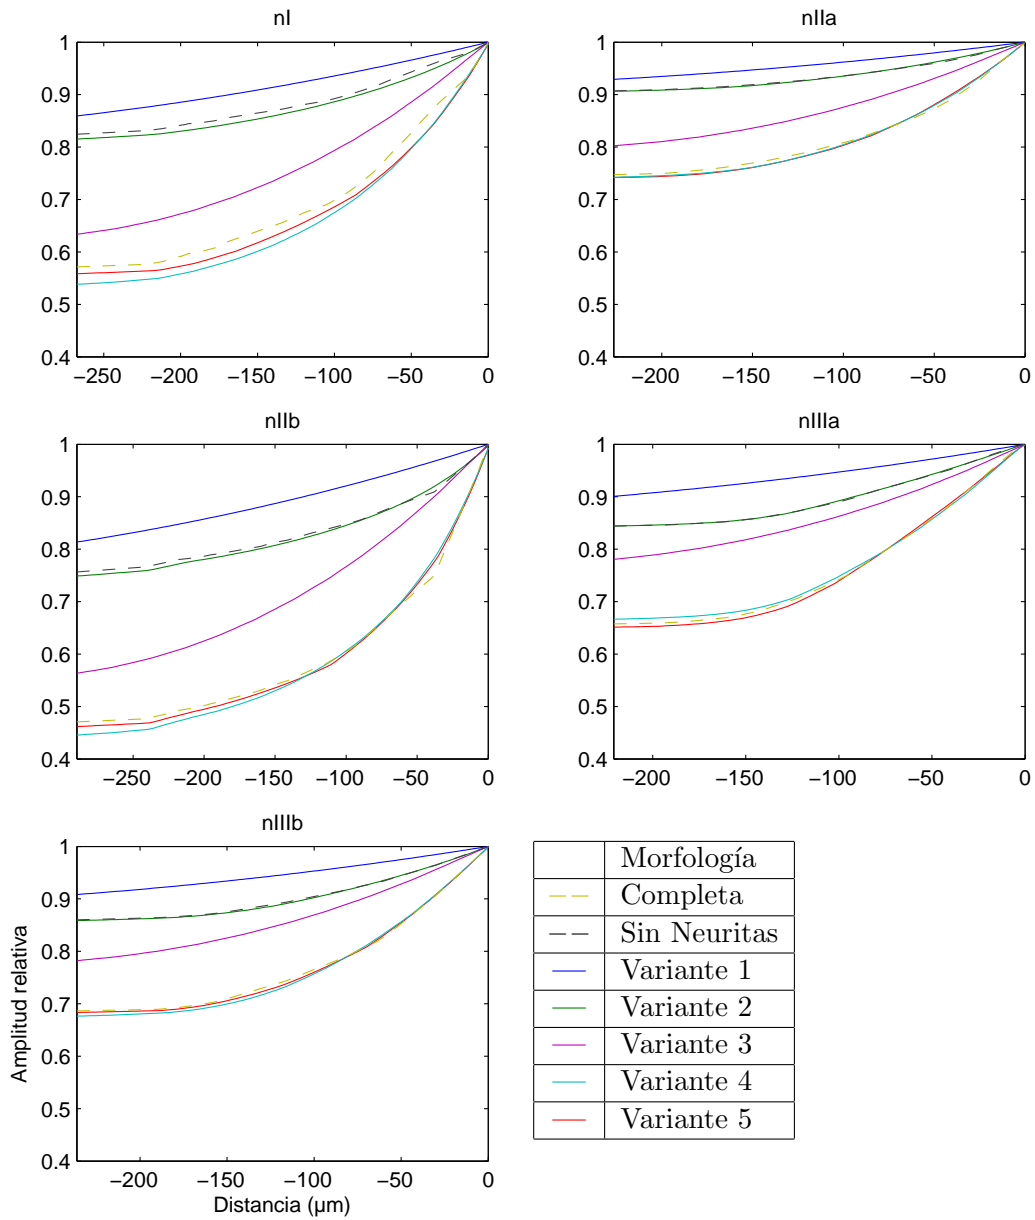 nI
1
0.9
0.8
0.7
0.6
0.5
0.4
−250 −200 −150 −100 −50 0
nIIa
1
0.9
0.8
0.7
0.6
0.5
0.4
−200 −150 −100 −50 0
nIIb
1
0.9
0.8
0.7
0.6
0.5
0.4
−250 −200 −150 −100 −50 0
nIIIa
1
0.9
0.8
0.7
0.6
0.5
0.4
−200 −150 −100 −50 0
nIIIb
Amplitud relativa
1
0.9
0.8
0.7
0.6
0.5
0.4
−200 −150 −100 −50 0
Distancia (µm)
Morfología
Completa
Sin Neuritas
Variante 1
Variante 2
Variante 3
Variante 4
Variante 5